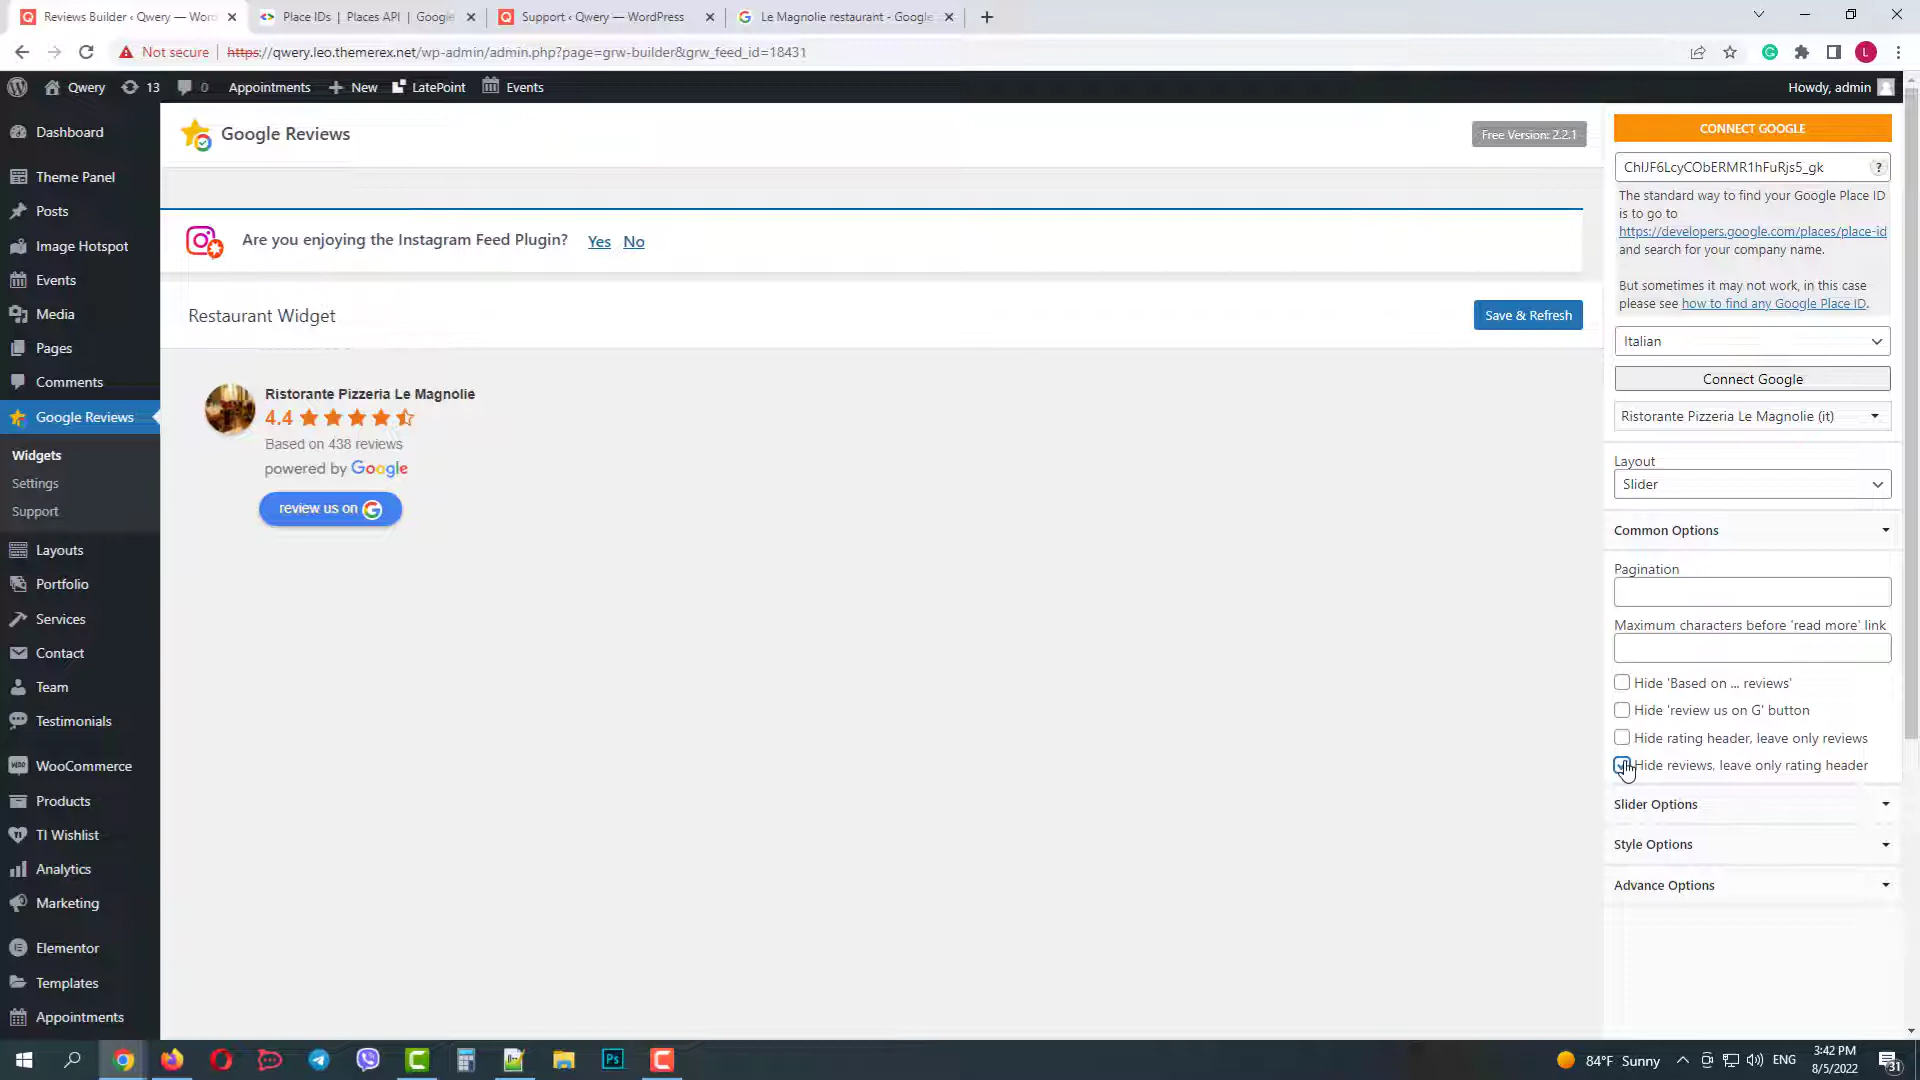 Reviews Builder ‹ Qwery — Wor
Place IDs | Places API | Google
Support ‹ Qwery — WordPress
Le Magnolie restaurant - Google
Not secure
https://qwery.leo.themerex.net/wp-admin/admin.php?page=grw-builder&grw_feed_id=18431
L
Qwery
13
0
Appointments
New
LatePoint
Events
Howdy, admin
Dashboard
Theme Panel
Posts
Image Hotspot
Events
Media
Pages
Comments
Google Reviews
Widgets
Settings
Support
Layouts
Portfolio
Services
Contact
Team
Testimonials
WooCommerce
Products
TI Wishlist
Analytics
Marketing
Elementor
Templates
Appointments
Google Reviews
Free Version: 2.2.1
Are you enjoying the Instagram Feed Plugin? Yes No
Restaurant Widget
Save & Refresh
Ristorante Pizzeria Le Magnolie
4.4
Based on 438 reviews
powered by Google
review us on G
CONNECT GOOGLE
ChIJF6LcyCObERMR1hFuRjs5_gk
?
The standard way to find your Google Place ID
is to go to
https://developers.google.com/places/place-id
and search for your company name.
But sometimes it may not work, in this case
please see how to find any Google Place ID.
Italian
Connect Google
Ristorante Pizzeria Le Magnolie (it)
Layout
Slider
Common Options
Pagination
Maximum characters before 'read more' link
Hide 'Based on ... reviews'
Hide 'review us on G' button
Hide rating header, leave only reviews
Hide reviews, leave only rating header
Slider Options
Style Options
Advance Options
Ps
84°F Sunny
ENG
3:42 PM
8/5/2022
31